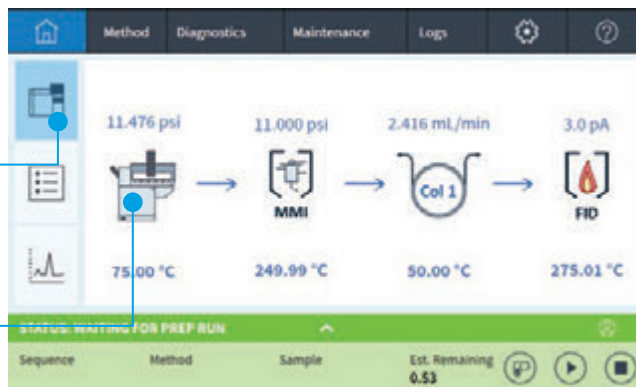 Method Diagnostics Maintenance Logs
11.476 psi 11.000 psi 2.416 mL/min 3.0 pA
Col 1
MMI FID
75.00 °C 249.99 °C 50.00 °C 275.01 °C
STATUS: WAITING FOR PREP RUN
Sequence Method Sample Est. Remaining
0.53